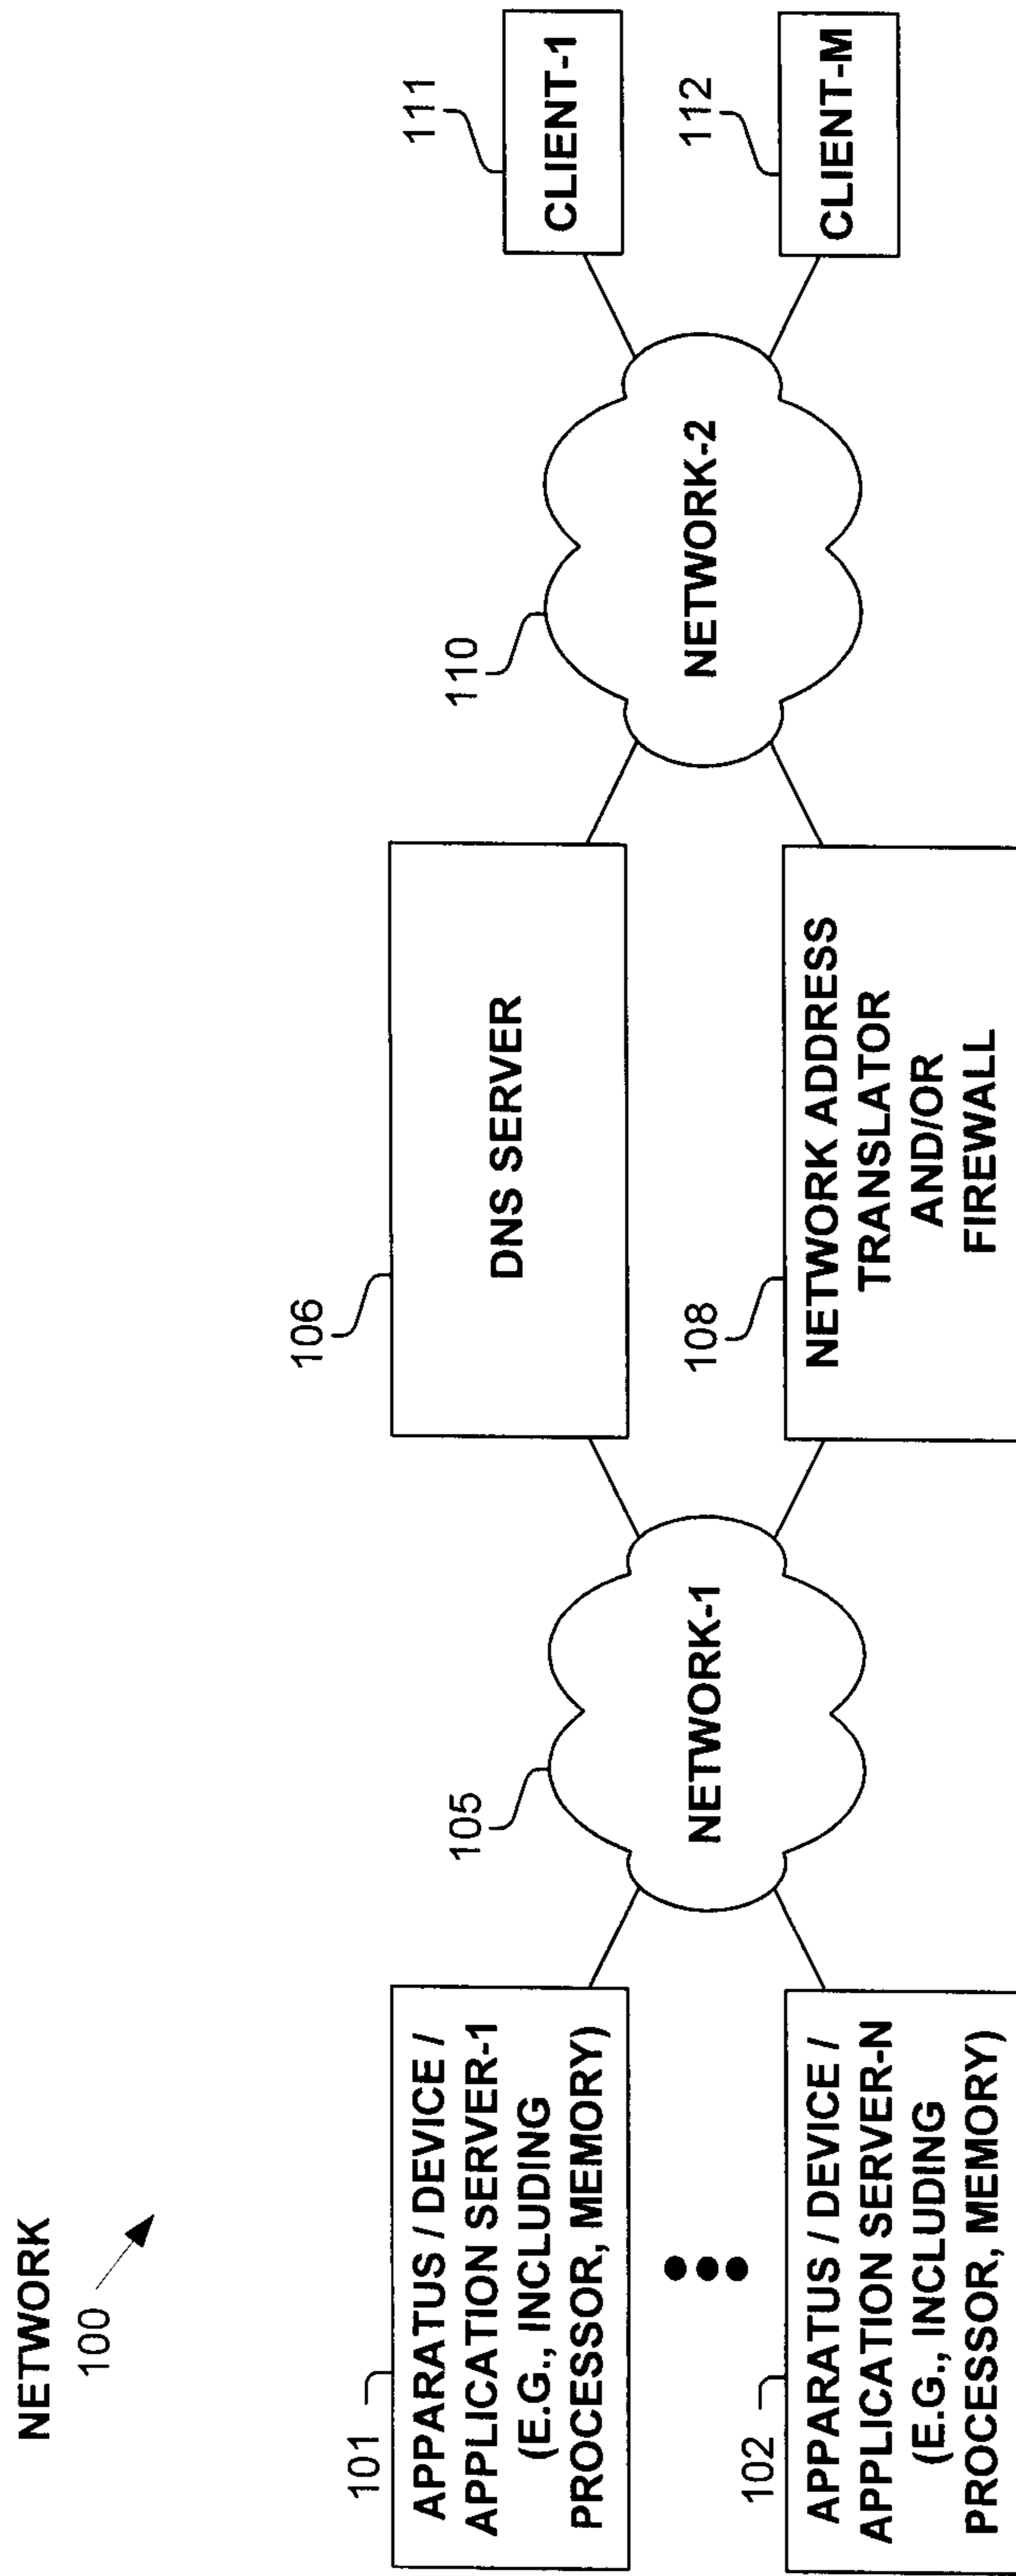 NETWORK
100
101
APPARATUS / DEVICE /
APPLICATION SERVER-1
(E.G., INCLUDING
PROCESSOR, MEMORY)
102
APPARATUS / DEVICE /
APPLICATION SERVER-N
(E.G., INCLUDING
PROCESSOR, MEMORY)
105
NETWORK-1
106
DNS SERVER
108
NETWORK ADDRESS
TRANSLATOR
AND/OR
FIREWALL
110
NETWORK-2
111
CLIENT-1
112
CLIENT-M